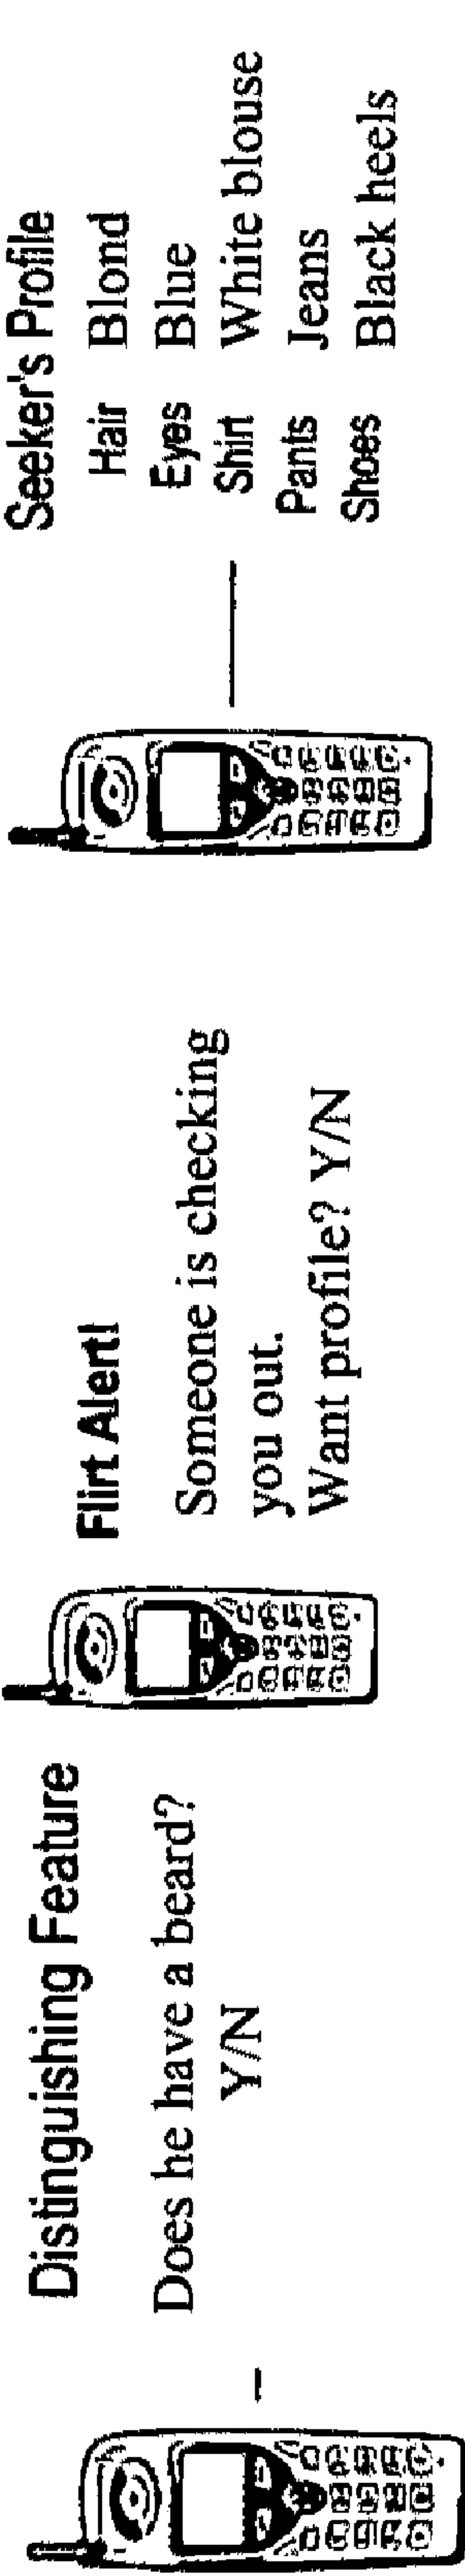 Distinguishing Feature
Does he have a beard?
Y/N
Flirt Alert!
Someone is checking
you out.
Want profile? Y/N
Seeker's Profile
Hair Blond
Eyes Blue
Shirt White blouse
Pants Jeans
Shoes Black heels